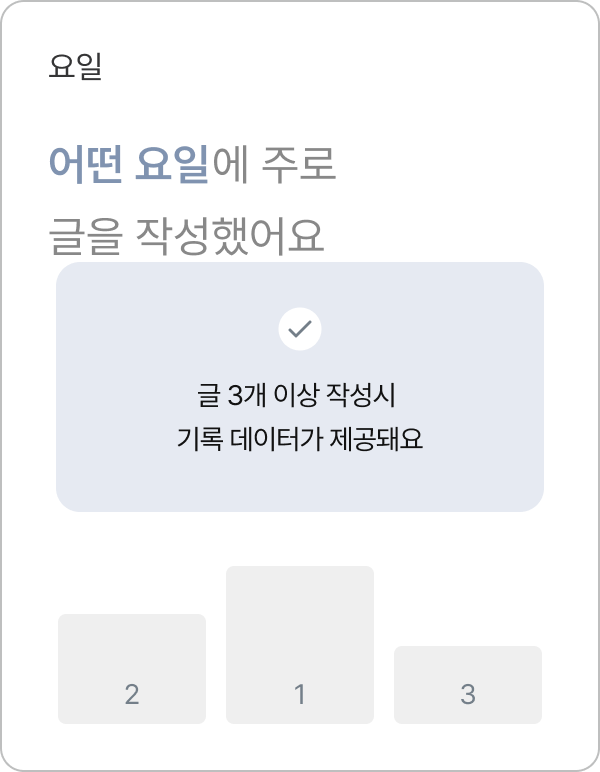 요일
어떤 요일에 주로
글을 작성했어요
글 3개 이상 작성시
기록 데이터가 제공돼요
2
1
3